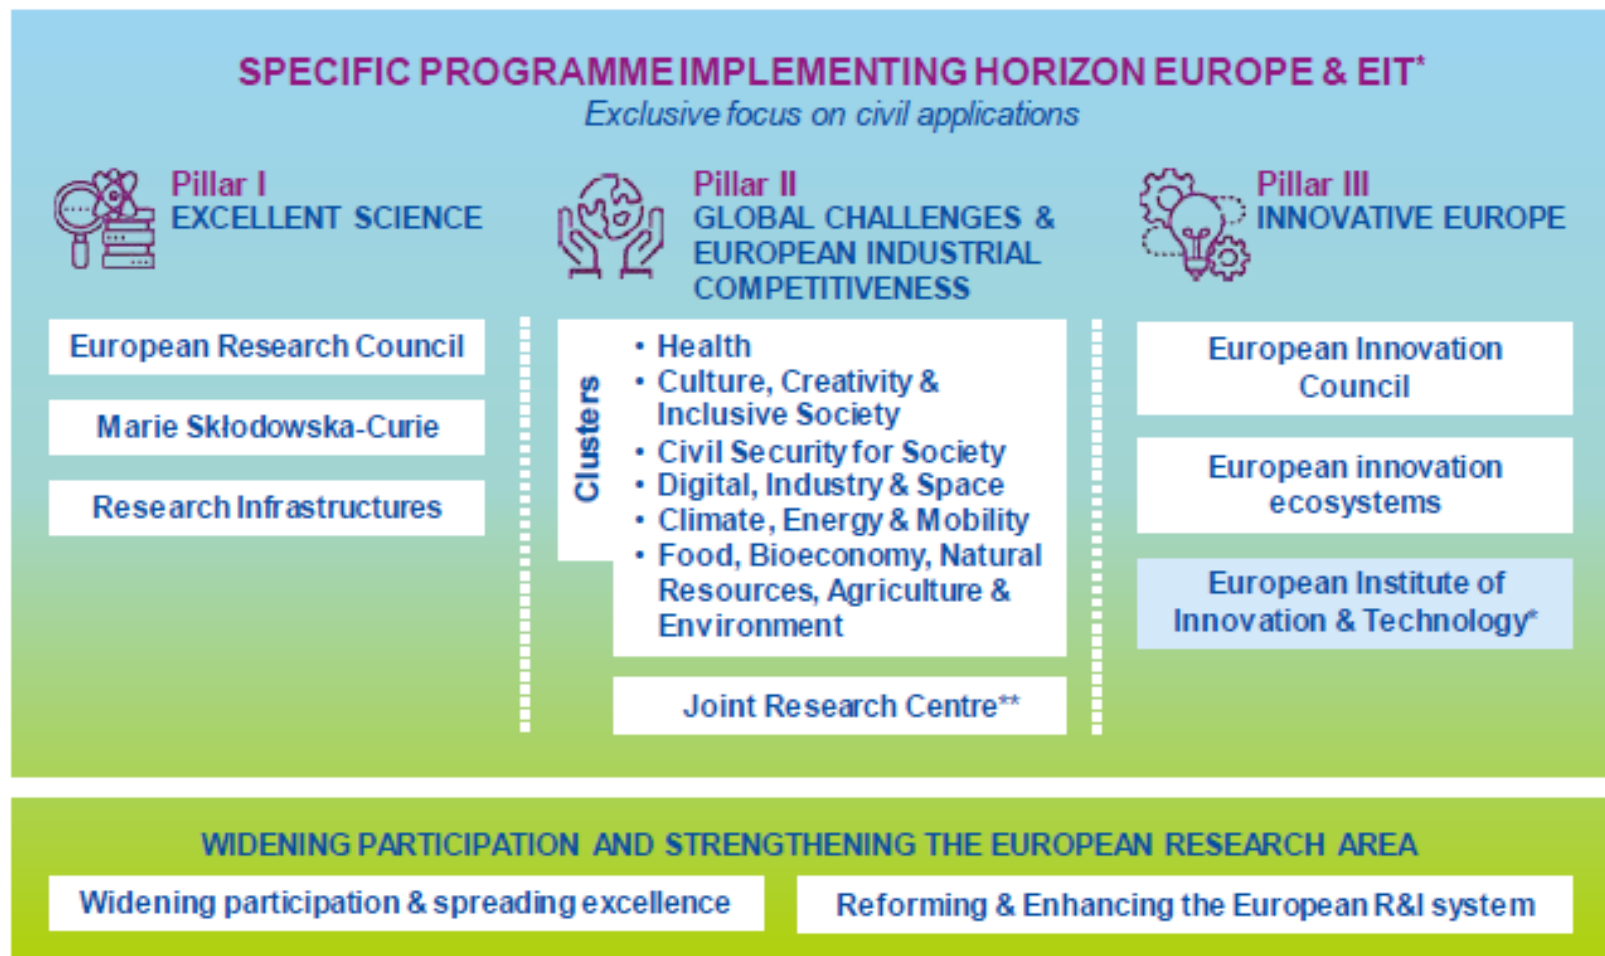 SPECIFIC PROGRAMME IMPLEMENTING HORIZON EUROPE & EIT*
Exclusive focus on civil applications
Pillar I
EXCELLENT SCIENCE
European Research Council
Marie Skłodowska-Curie
Research Infrastructures
Pillar II
GLOBAL CHALLENGES &
EUROPEAN INDUSTRIAL
COMPETITIVENESS
Clusters
• Health
• Culture, Creativity &
Inclusive Society
• Civil Security for Society
• Digital, Industry & Space
• Climate, Energy & Mobility
• Food, Bioeconomy, Natural
Resources, Agriculture &
Environment
Joint Research Centre**
Pillar III
INNOVATIVE EUROPE
European Innovation
Council
European innovation
ecosystems
European Institute of
Innovation & Technology*
WIDENING PARTICIPATION AND STRENGTHENING THE EUROPEAN RESEARCH AREA
Widening participation & spreading excellence
Reforming & Enhancing the European R&I system